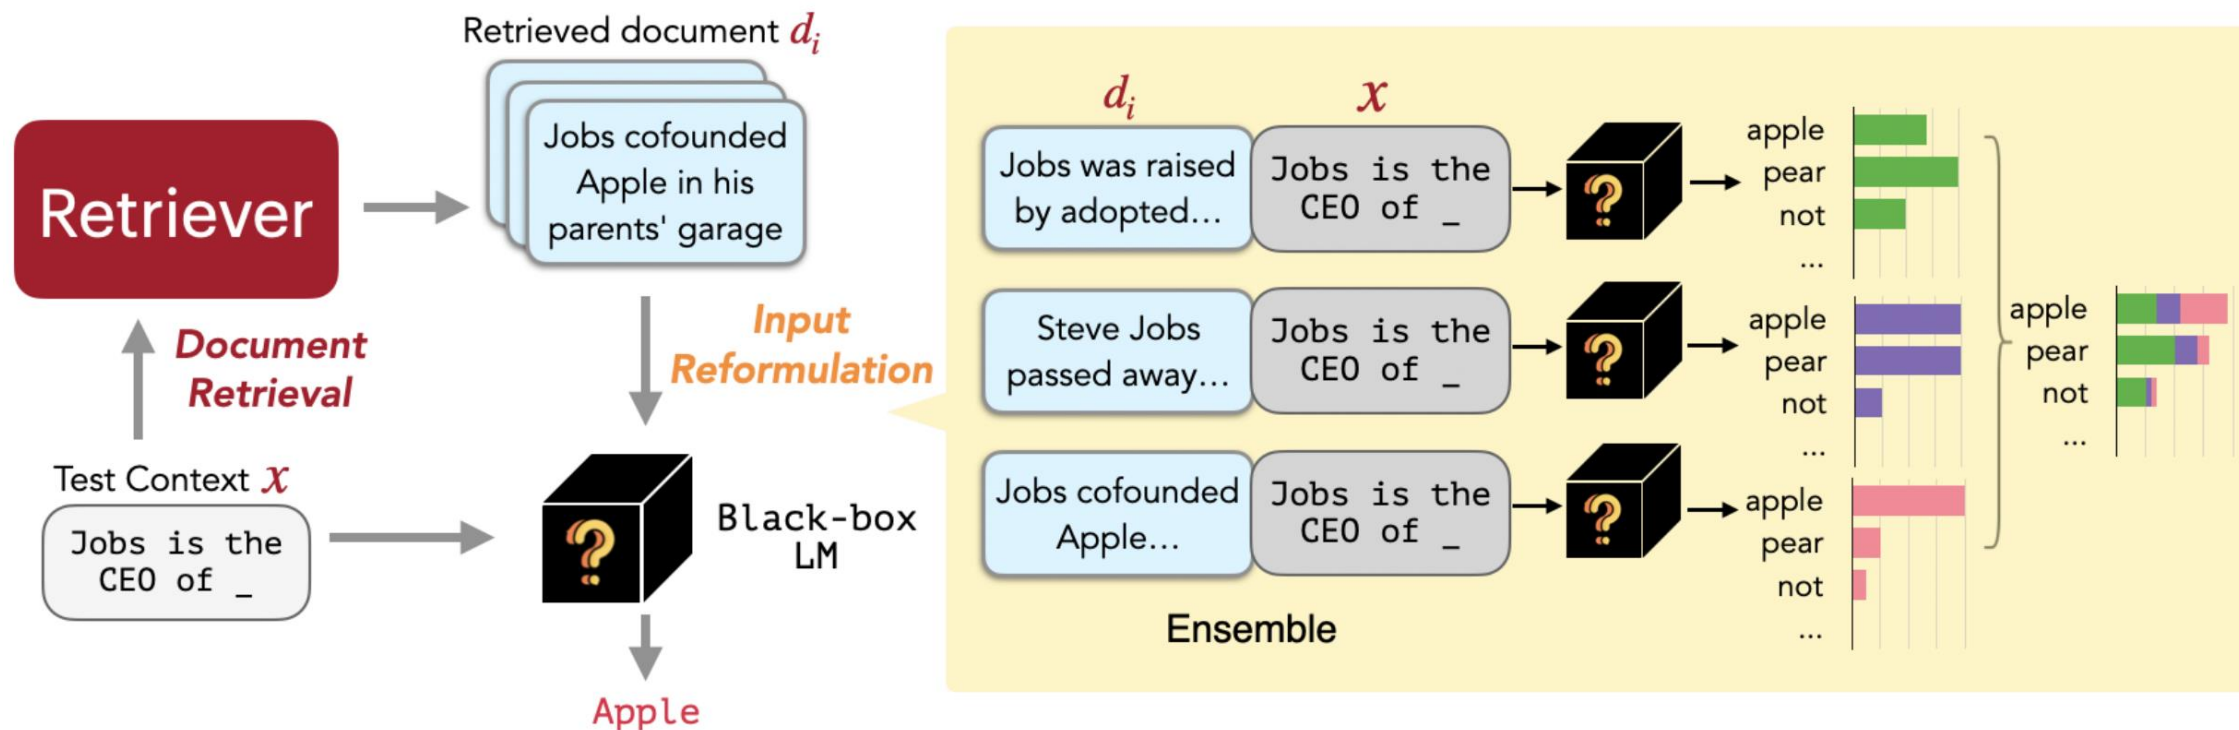 Retrieved document dᵢ
Jobs cofounded
Apple in his
parents' garage
Retriever
Document
Retrieval
Input
Reformulation
Test Context x
Jobs is the
CEO of _
?
Black-box
LM
Apple
dᵢ
x
Jobs was raised
by adopted...
Jobs is the
CEO of _
?
apple
pear
not
...
Steve Jobs
passed away...
Jobs is the
CEO of _
?
apple
pear
not
...
Jobs cofounded
Apple...
Jobs is the
CEO of _
?
apple
pear
not
...
apple
pear
not
...
Ensemble